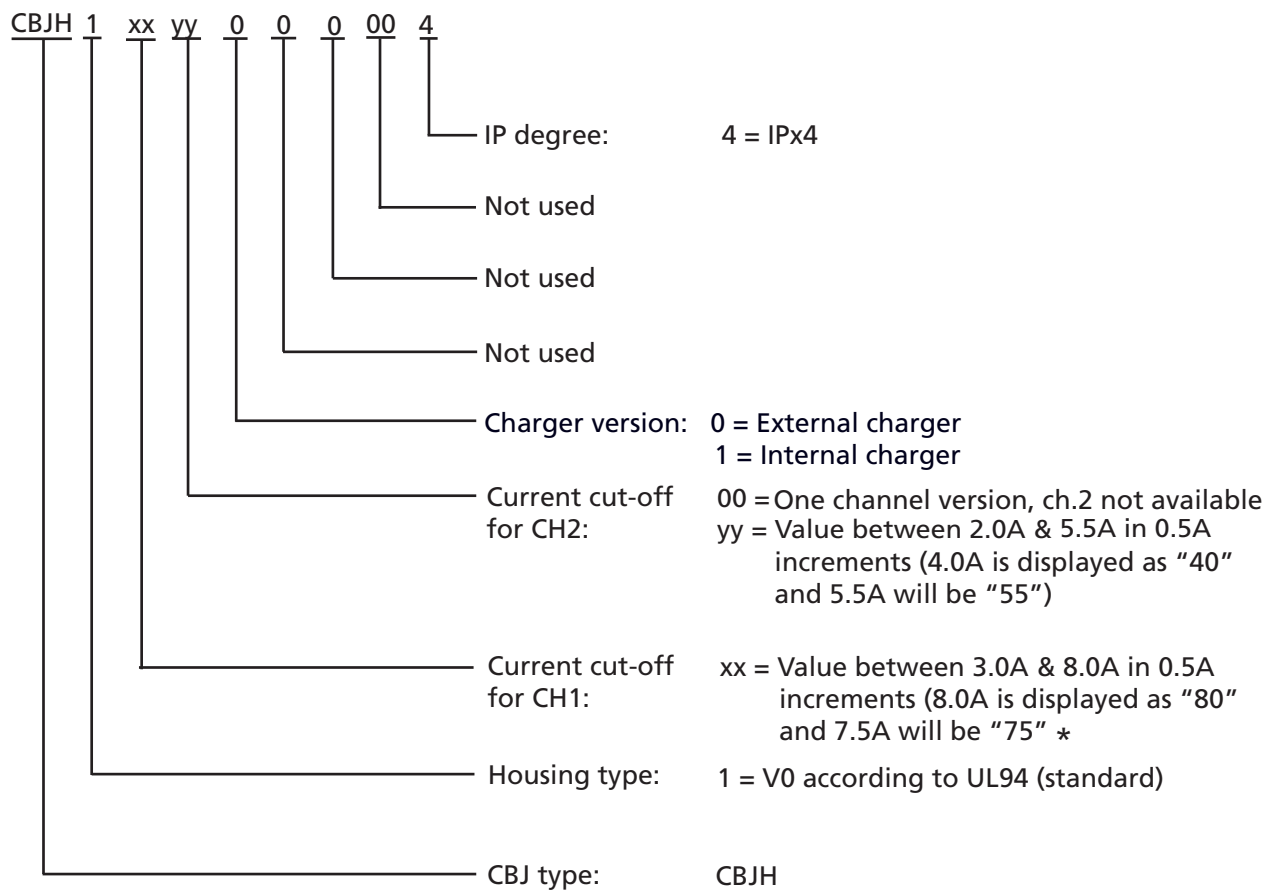 CBJH 1 xx yy 0 0 0 00 4
IP degree: 4 = IPx4
Not used
Not used
Not used
Charger version: 0 = External charger
1 = Internal charger
Current cut-off 00 = One channel version, ch.2 not available
for CH2: yy = Value between 2.0A & 5.5A in 0.5A
increments (4.0A is displayed as “40”
and 5.5A will be “55”)
Current cut-off xx = Value between 3.0A & 8.0A in 0.5A
for CH1: increments (8.0A is displayed as “80”
and 7.5A will be “75” *
Housing type: 1 = V0 according to UL94 (standard)
CBJ type: CBJH